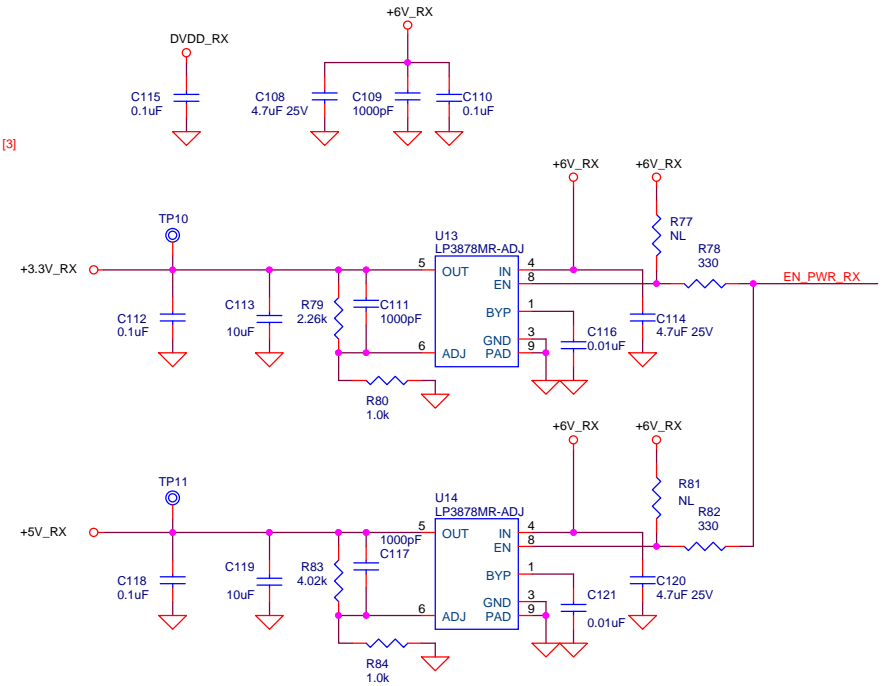 +6V_RX
DVDD_RX
C115
0.1uF
C108
4.7uF 25V
C109
1000pF
C110
0.1uF
[3]
+6V_RX
+6V_RX
TP10
U13
LP3878MR-ADJ
R77
NL
R78
330
+3.3V_RX
5
OUT
IN
4
EN
8
EN_PWR_RX
C112
0.1uF
C113
10uF
R79
2.26k
C111
1000pF
BYP
1
GND
3
PAD
9
6
ADJ
C116
0.01uF
C114
4.7uF 25V
R80
1.0k
+6V_RX
+6V_RX
TP11
U14
LP3878MR-ADJ
R81
NL
R82
330
+5V_RX
5
OUT
IN
4
EN
8
1000pF
C117
C118
0.1uF
C119
10uF
R83
4.02k
BYP
1
GND
3
PAD
9
6
ADJ
C121
0.01uF
C120
4.7uF 25V
R84
1.0k